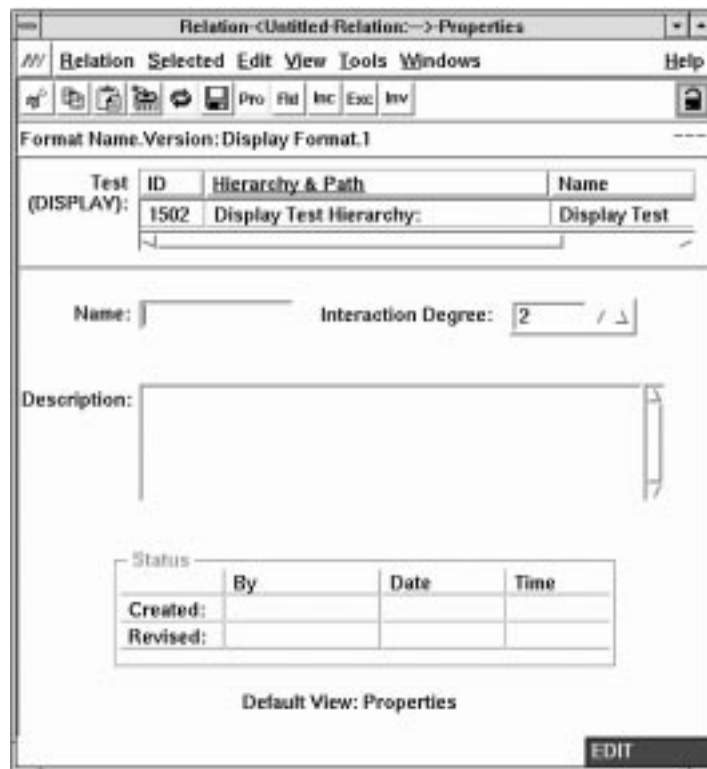 Relation <Untitled Relation:--> Properties
Relation Selected Edit View Tools Windows Help
Pro Fld Inc Exc Inv
Format Name.Version: Display Format.1
Test (DISPLAY):
ID Hierarchy & Path Name
1502 Display Test Hierarchy: Display Test
Name: Interaction Degree: 2
Description:
Status
By Date Time
Created:
Revised:
Default View: Properties
EDIT